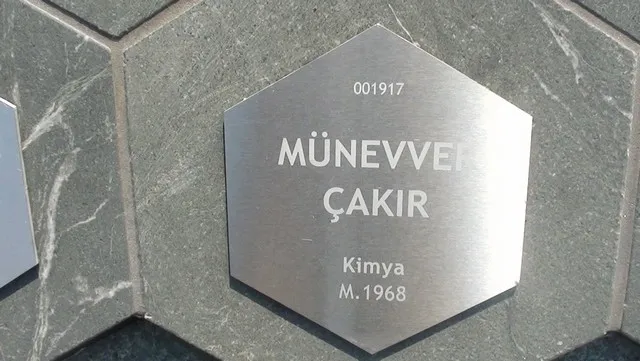 001917
MÜNEVVER
ÇAKIR
Kimya
M.1968